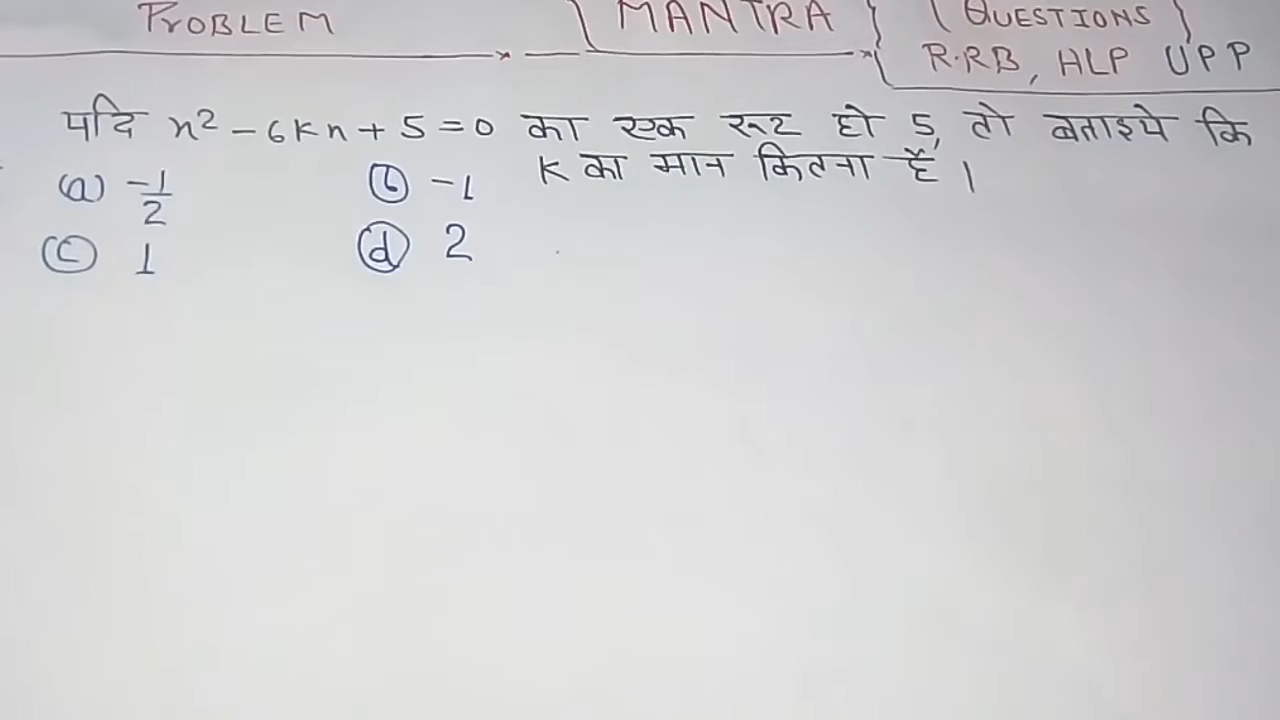 PROBLEM
MANTRA
QUESTIONS
R.RB, HLP UPP
यदि x² - 6kx + 5 = 0 का एक रूट हो 5, तो बताइये कि
K का मान कितना है ।
(a) -1/2 (b) -1
(c) 1 (d) 2